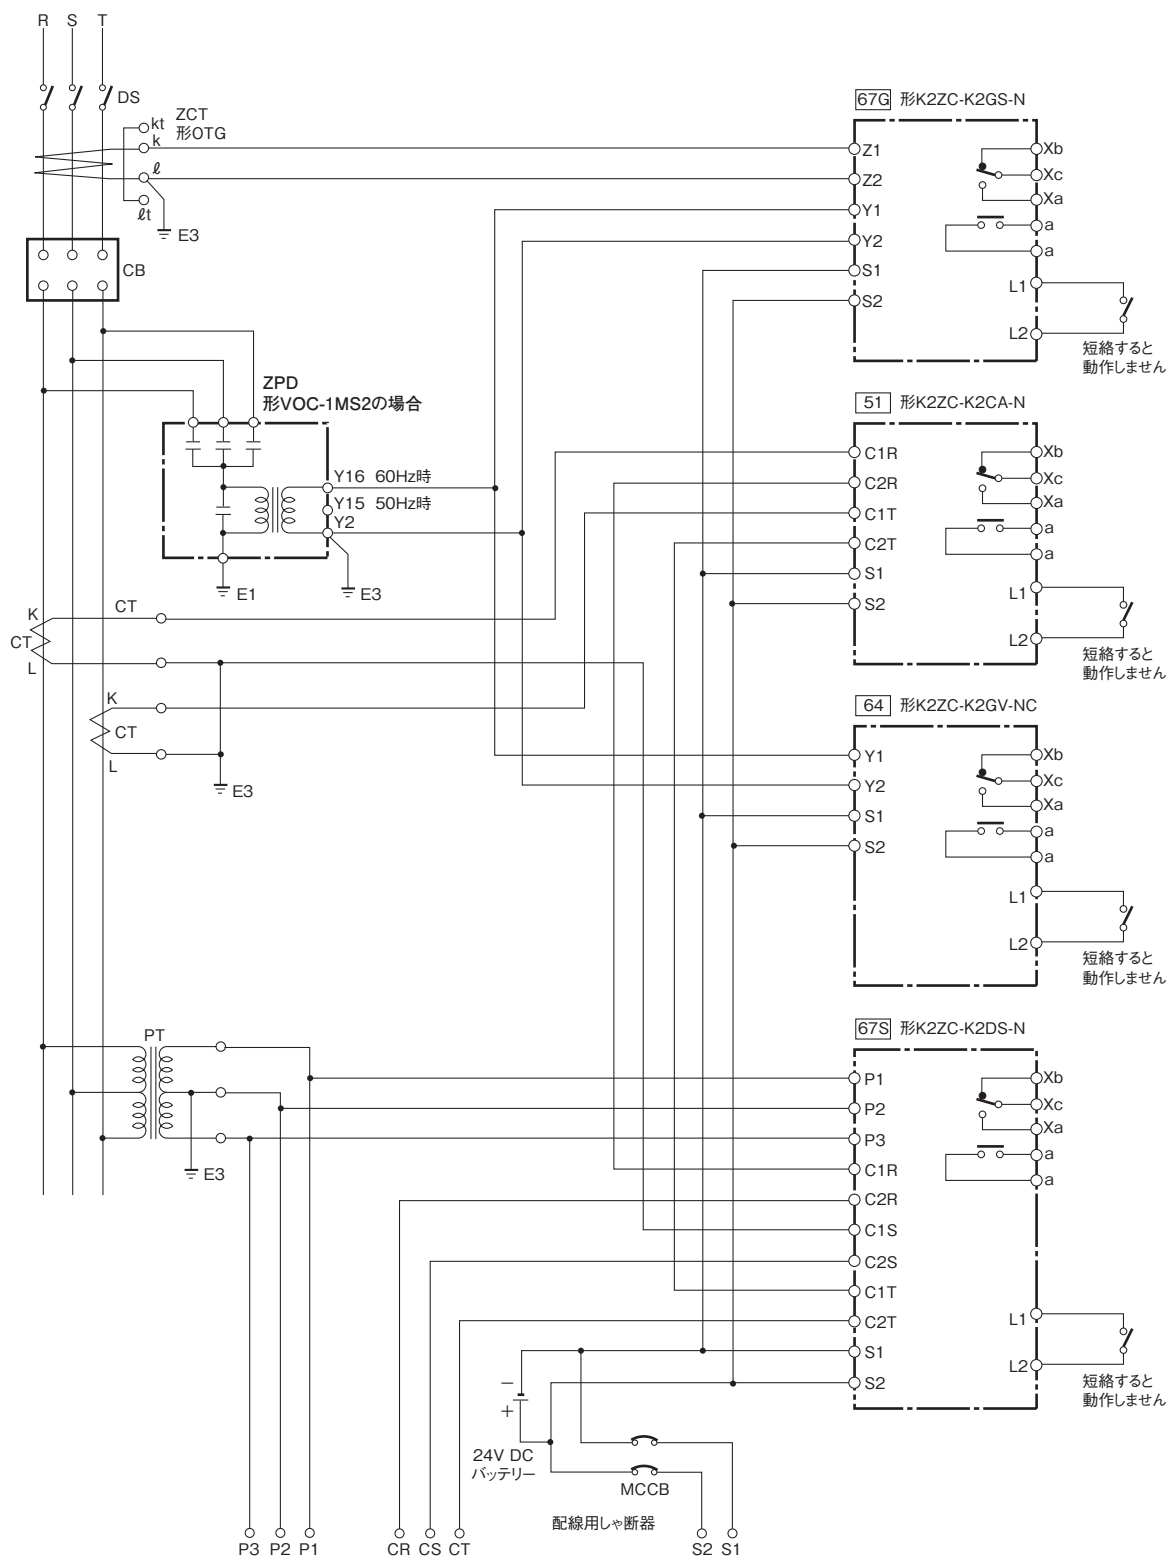 R S T
DS
kt
k
ZCT
形OTG
ℓ
ℓt
E3
CB
ZPD
形VOC-1MS2の場合
Y16 60Hz時
Y15 50Hz時
Y2
E1
E3
K
CT
CT
L
K
CT
L
E3
PT
E3
67G 形K2ZC-K2GS-N
Z1
Z2
Y1
Y2
S1
S2
Xb
Xc
Xa
a
a
L1
L2
短絡すると
動作しません
51 形K2ZC-K2CA-N
C1R
C2R
C1T
C2T
S1
S2
Xb
Xc
Xa
a
a
L1
L2
短絡すると
動作しません
64 形K2ZC-K2GV-NC
Y1
Y2
S1
S2
Xb
Xc
Xa
a
a
L1
L2
短絡すると
動作しません
67S 形K2ZC-K2DS-N
P1
P2
P3
C1R
C2R
C1S
C2S
C1T
C2T
S1
S2
Xb
Xc
Xa
a
a
L1
L2
短絡すると
動作しません
−
+
24V DC
バッテリー
MCCB
配線用しゃ断器
P3 P2 P1 CR CS CT S2 S1